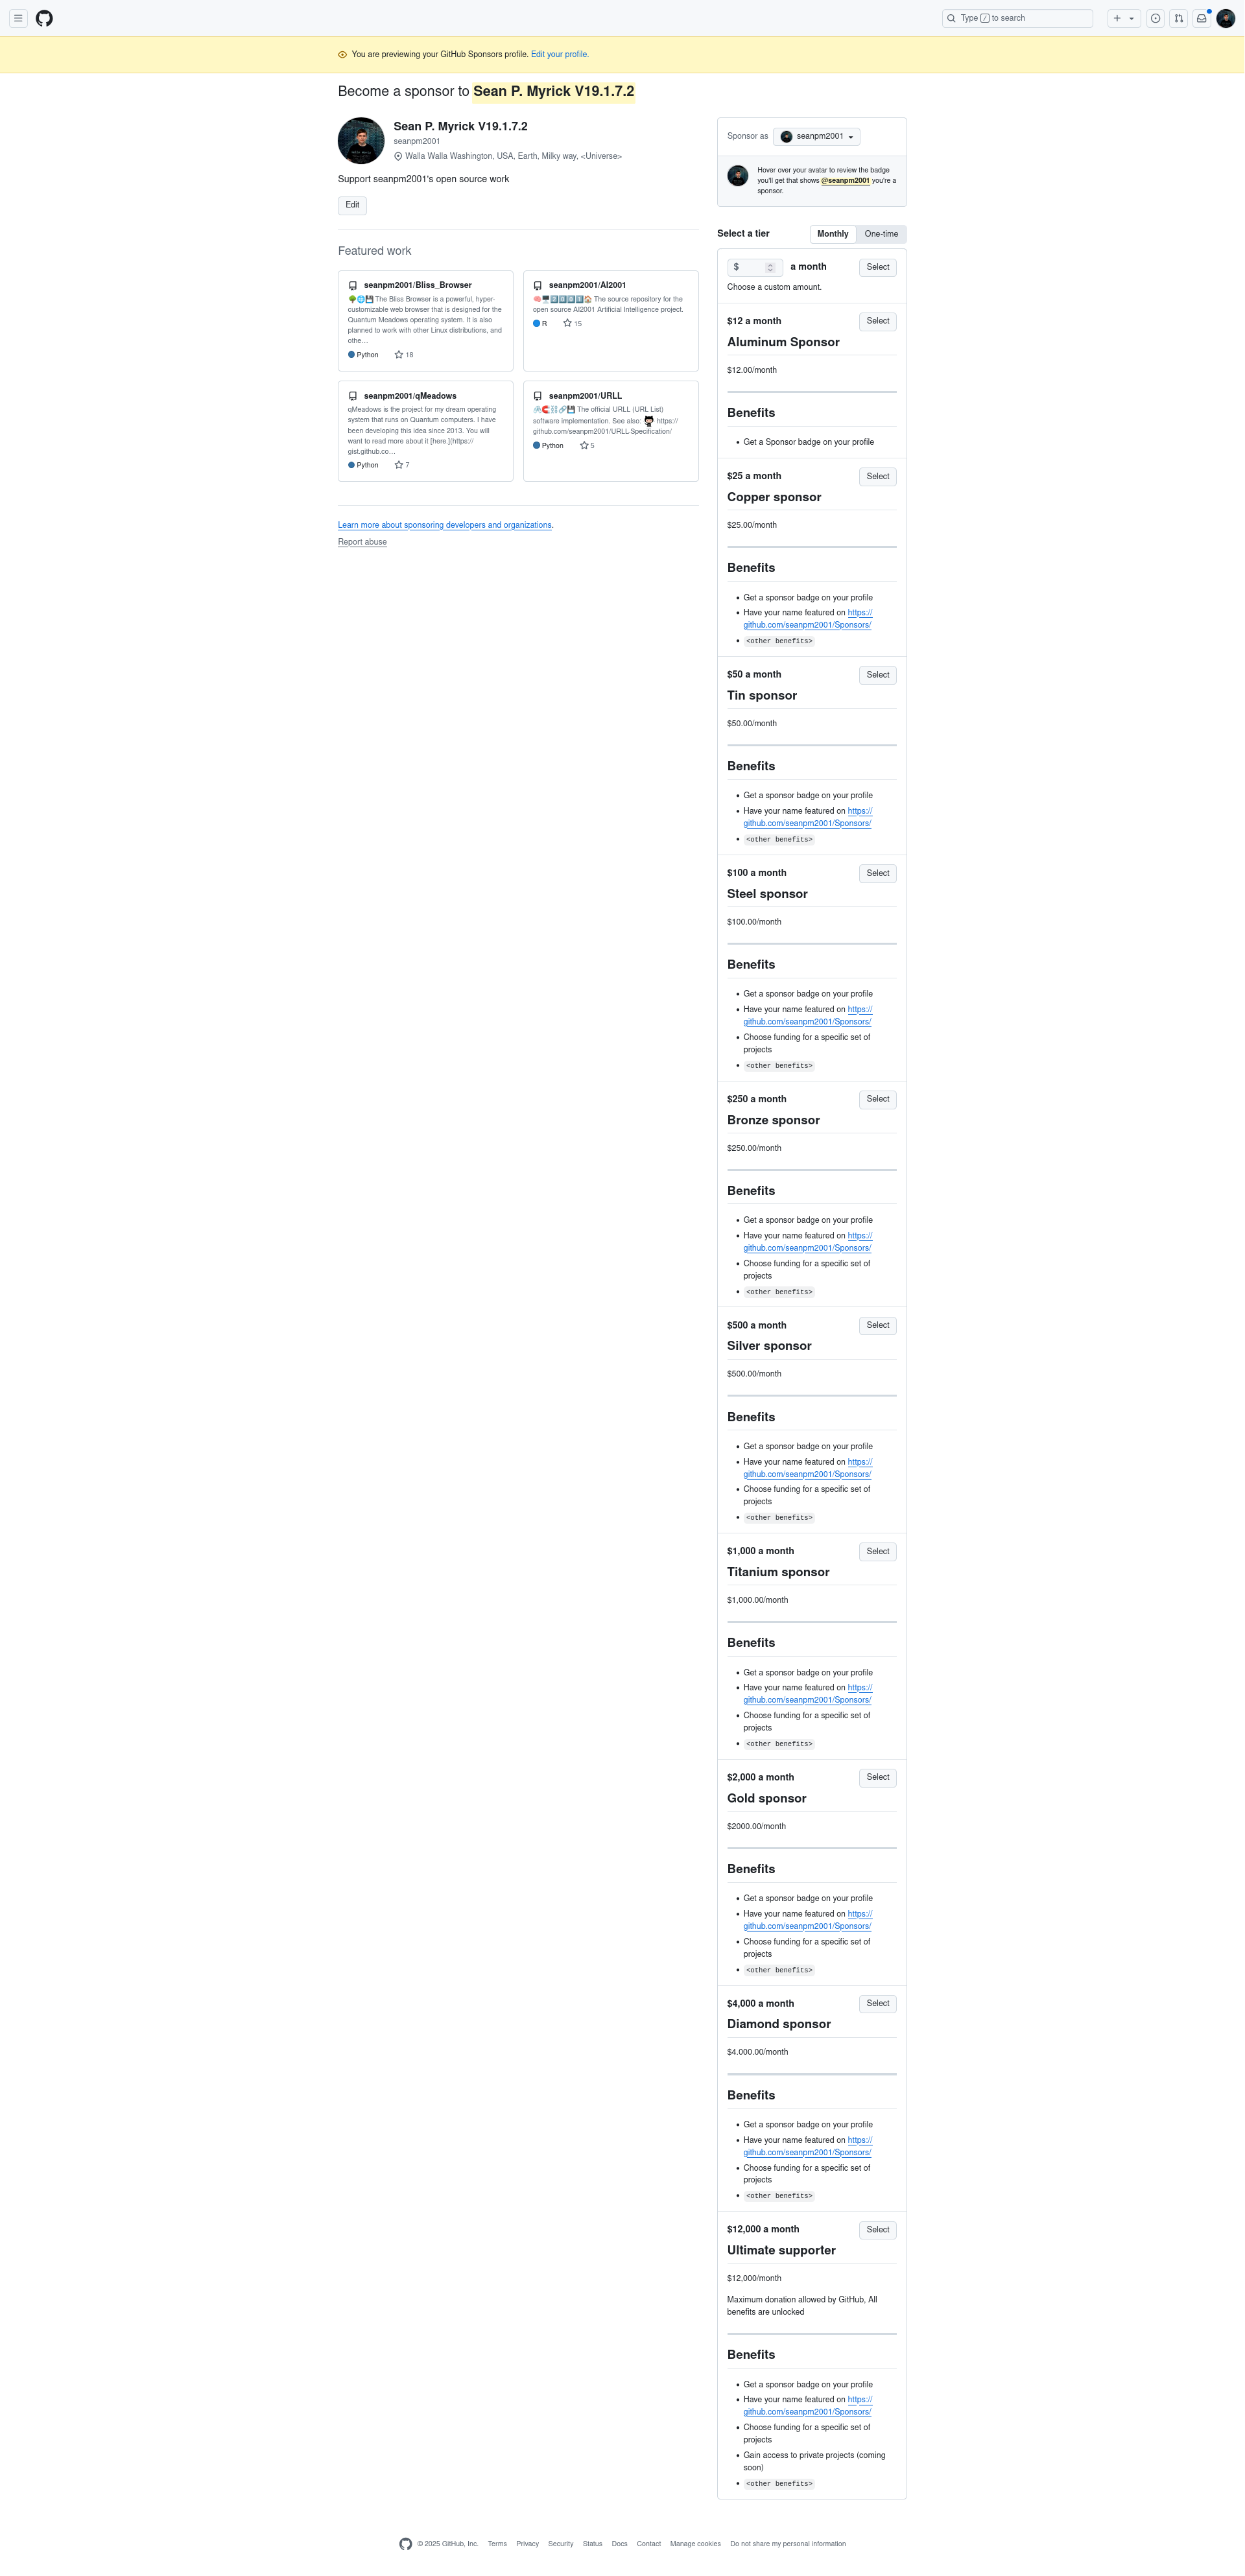 Type / to search
You are previewing your GitHub Sponsors profile. Edit your profile.
Become a sponsor to Sean P. Myrick V19.1.7.2
Sean P. Myrick V19.1.7.2
seanpm2001
Walla Walla Washington, USA, Earth, Milky way, <Universe>
Support seanpm2001's open source work
Edit
Featured work
seanpm2001/Bliss_Browser
🌳🌐💾 The Bliss Browser is a powerful, hyper-
customizable web browser that is designed for the
Quantum Meadows operating system. It is also
planned to work with other Linux distributions, and
othe…
Python 18
seanpm2001/AI2001
🧠🖥️2️⃣0️⃣0️⃣1️⃣🏠 The source repository for the
open source AI2001 Artificial Intelligence project.
R 15
seanpm2001/qMeadows
qMeadows is the project for my dream operating
system that runs on Quantum computers. I have
been developing this idea since 2013. You will
want to read more about it [here.](https://
gist.github.co…
Python 7
seanpm2001/URLL
The official URLL (URL List)
software implementation. See also: https://
github.com/seanpm2001/URLL-Specification/
Python 5
Learn more about sponsoring developers and organizations.
Report abuse
Sponsor as seanpm2001
Hover over your avatar to review the badge
you'll get that shows @seanpm2001 you're a
sponsor.
Select a tier
Monthly One-time
$ a month Select
Choose a custom amount.
$12 a month Select
Aluminum Sponsor
$12.00/month
Benefits
• Get a Sponsor badge on your profile
$25 a month Select
Copper sponsor
$25.00/month
Benefits
• Get a sponsor badge on your profile
• Have your name featured on https://
github.com/seanpm2001/Sponsors/
• <other benefits>
$50 a month Select
Tin sponsor
$50.00/month
Benefits
• Get a sponsor badge on your profile
• Have your name featured on https://
github.com/seanpm2001/Sponsors/
• <other benefits>
$100 a month Select
Steel sponsor
$100.00/month
Benefits
• Get a sponsor badge on your profile
• Have your name featured on https://
github.com/seanpm2001/Sponsors/
• Choose funding for a specific set of
projects
• <other benefits>
$250 a month Select
Bronze sponsor
$250.00/month
Benefits
• Get a sponsor badge on your profile
• Have your name featured on https://
github.com/seanpm2001/Sponsors/
• Choose funding for a specific set of
projects
• <other benefits>
$500 a month Select
Silver sponsor
$500.00/month
Benefits
• Get a sponsor badge on your profile
• Have your name featured on https://
github.com/seanpm2001/Sponsors/
• Choose funding for a specific set of
projects
• <other benefits>
$1,000 a month Select
Titanium sponsor
$1,000.00/month
Benefits
• Get a sponsor badge on your profile
• Have your name featured on https://
github.com/seanpm2001/Sponsors/
• Choose funding for a specific set of
projects
• <other benefits>
$2,000 a month Select
Gold sponsor
$2000.00/month
Benefits
• Get a sponsor badge on your profile
• Have your name featured on https://
github.com/seanpm2001/Sponsors/
• Choose funding for a specific set of
projects
• <other benefits>
$4,000 a month Select
Diamond sponsor
$4.000.00/month
Benefits
• Get a sponsor badge on your profile
• Have your name featured on https://
github.com/seanpm2001/Sponsors/
• Choose funding for a specific set of
projects
• <other benefits>
$12,000 a month Select
Ultimate supporter
$12,000/month
Maximum donation allowed by GitHub, All
benefits are unlocked
Benefits
• Get a sponsor badge on your profile
• Have your name featured on https://
github.com/seanpm2001/Sponsors/
• Choose funding for a specific set of
projects
• Gain access to private projects (coming
soon)
• <other benefits>
© 2025 GitHub, Inc. Terms Privacy Security Status Docs Contact Manage cookies Do not share my personal information